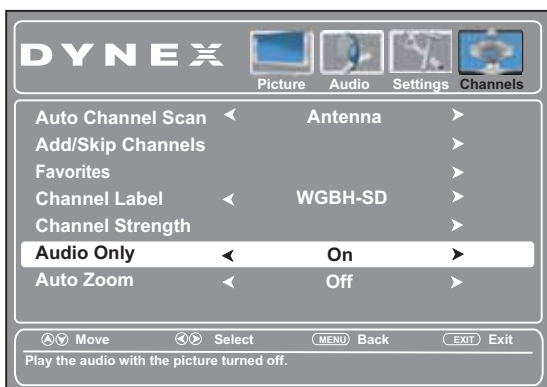 DYNEX
Picture Audio Settings Channels
Auto Channel Scan Antenna
Add/Skip Channels
Favorites
Channel Label WGBH-SD
Channel Strength
Audio Only On
Auto Zoom Off
Move Select MENU Back EXIT Exit
Play the audio with the picture turned off.